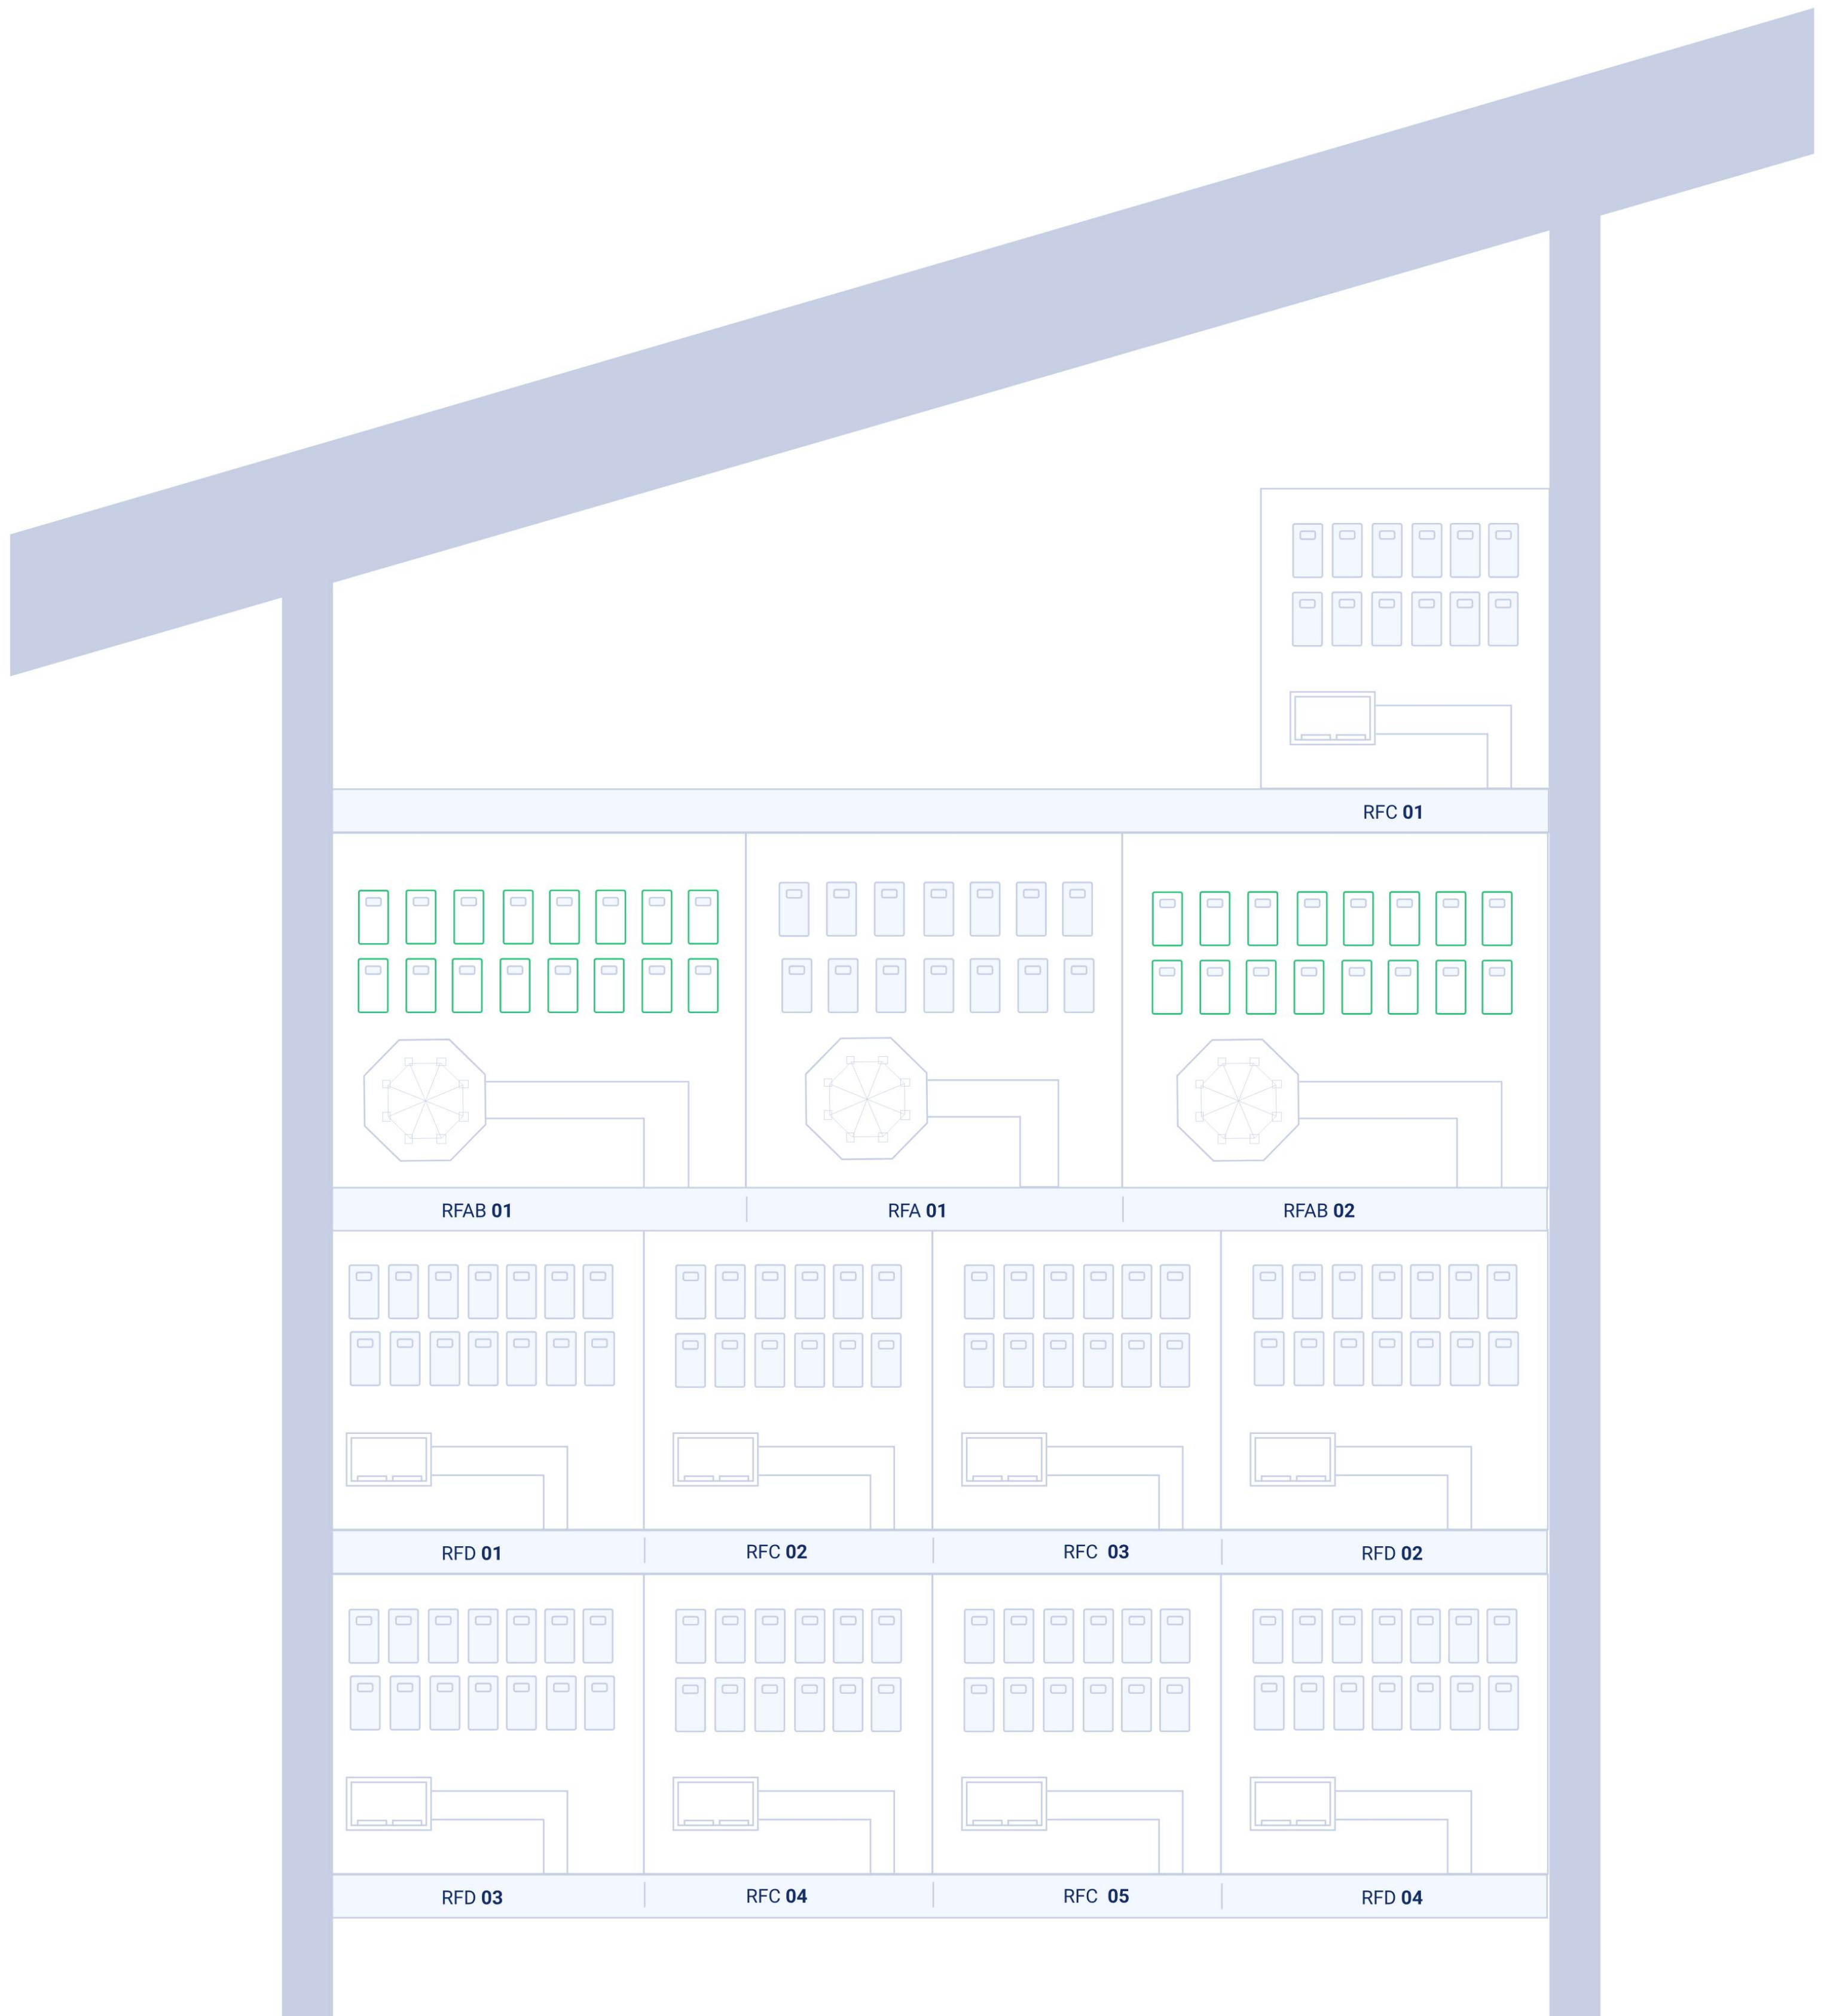 RFC 01
RFAB 01
RFA 01
RFAB 02
RFD 01
RFC 02
RFC 03
RFD 02
RFD 03
RFC 04
RFC 05
RFD 04